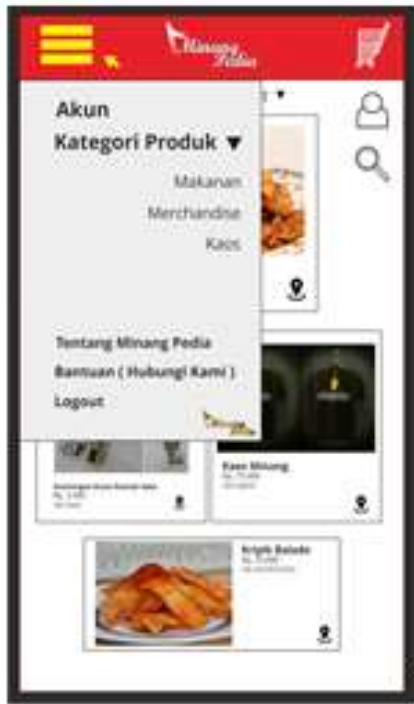 Minang
Pedia
Akun
Kategori Produk ▼
Makanan
Merchandise
Kaos
Tentang Minang Pedia
Bantuan ( Hubungi Kami )
Logout
Kaos Minang
Kripik Balado